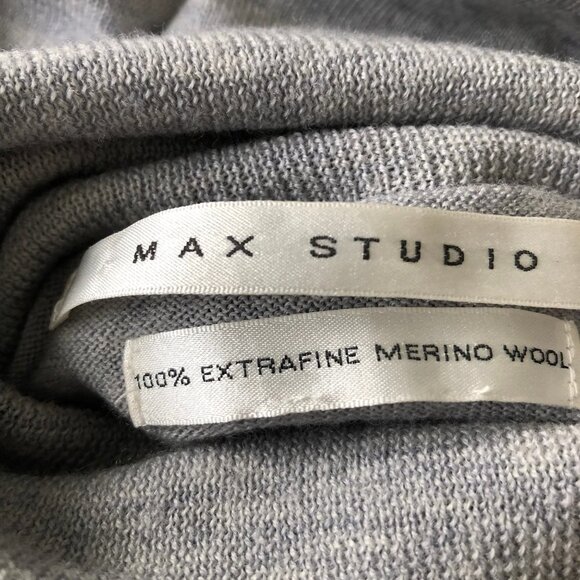 MAX STUDIO
100% EXTRAFINE MERINO WOOL